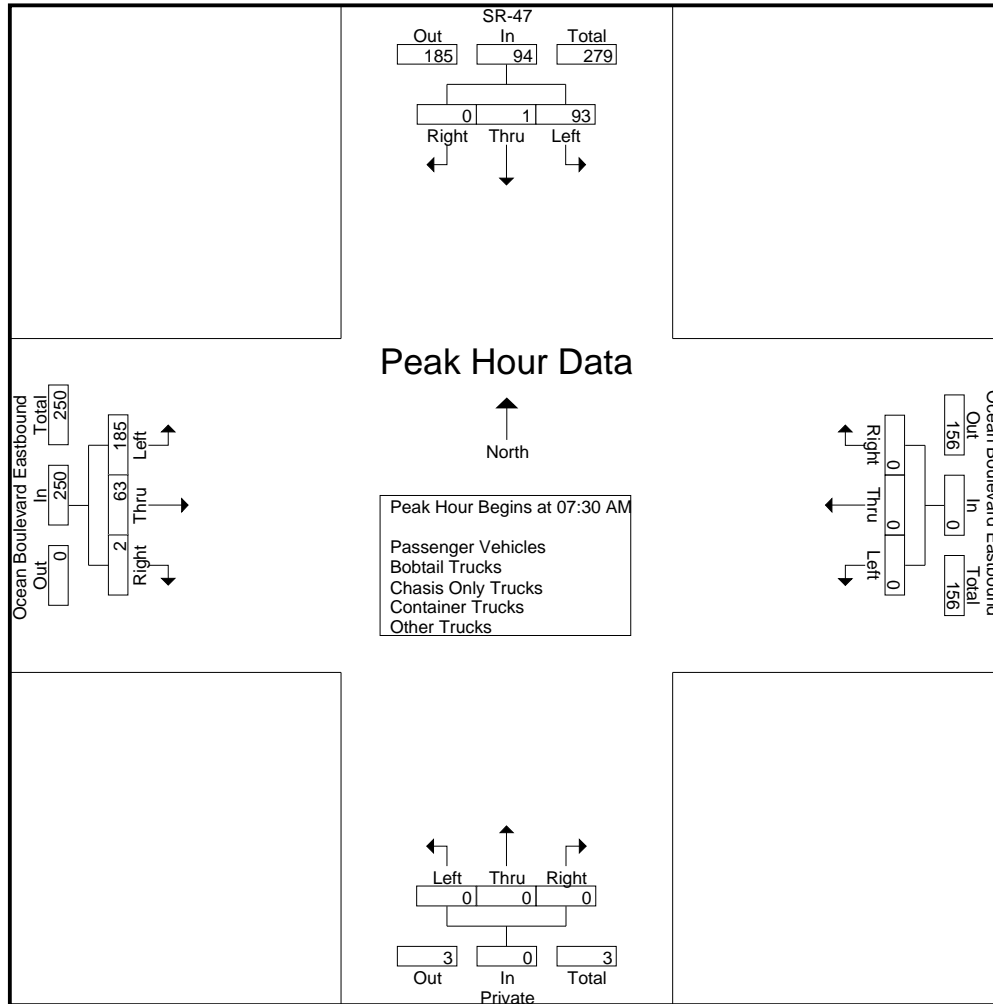 SR-47
Out In Total
185 94 279
0 1 93
Right Thru Left
Peak Hour Data
North
Peak Hour Begins at 07:30 AM
Passenger Vehicles
Bobtail Trucks
Chasis Only Trucks
Container Trucks
Other Trucks
Ocean Boulevard Eastbound
Out In Total
0 250 250
185 63 2
Left Thru Right
Ocean Boulevard Eastbound
Out In Total
156 0 156
0 0 0
Right Thru Left
Left Thru Right
0 0 0
3 0 3
Out In Total
Private